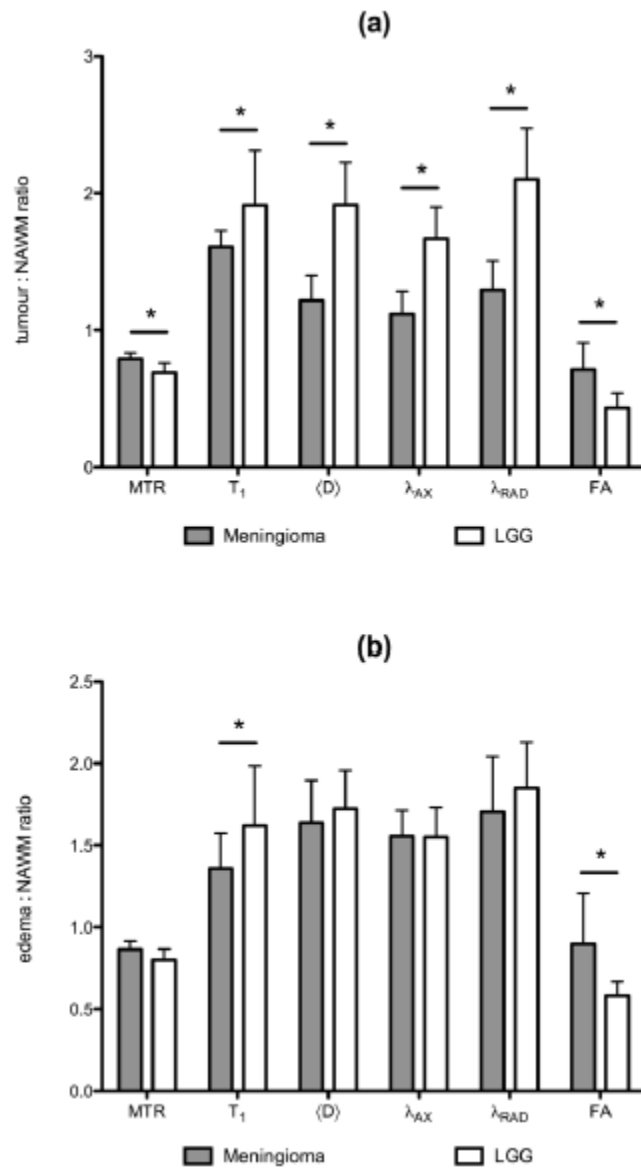 (a)
tumour : NAWM ratio
3
2
1
0
* * * * * *
MTR T₁ ⟨D⟩ λAX λRAD FA
Meningioma LGG
(b)
edema : NAWM ratio
2.5
2.0
1.5
1.0
0.5
0.0
* *
MTR T₁ ⟨D⟩ λAX λRAD FA
Meningioma LGG